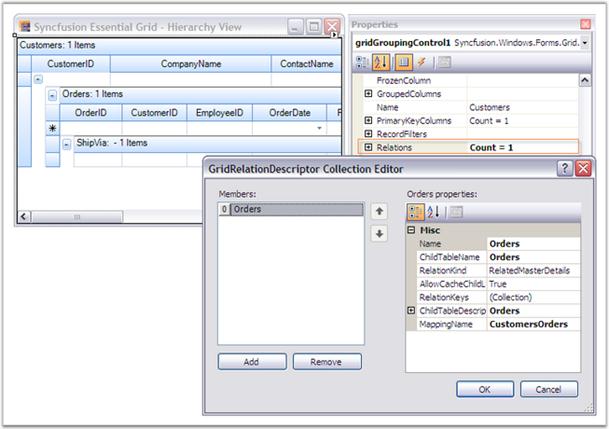 Syncfusion Essential Grid - Hierarchy View
Customers: 1 Items
CustomerID CompanyName ContactName
Orders: 1 Items
OrderID CustomerID EmployeeID OrderDate
ShipVia: - 1 Items
Properties
gridGroupingControl1 Syncfusion.Windows.Forms.Grid.
FrozenColumn
GroupedColumns
Name Customers
PrimaryKeyColumns Count = 1
RecordFilters
Relations Count = 1
GridRelationDescriptor Collection Editor
Members:
0 Orders
Add Remove
Orders properties:
Misc
Name Orders
ChildTableName Orders
RelationKind RelatedMasterDetails
AllowCacheChildL True
RelationKeys (Collection)
ChildTableDescrip Orders
MappingName CustomersOrders
OK Cancel